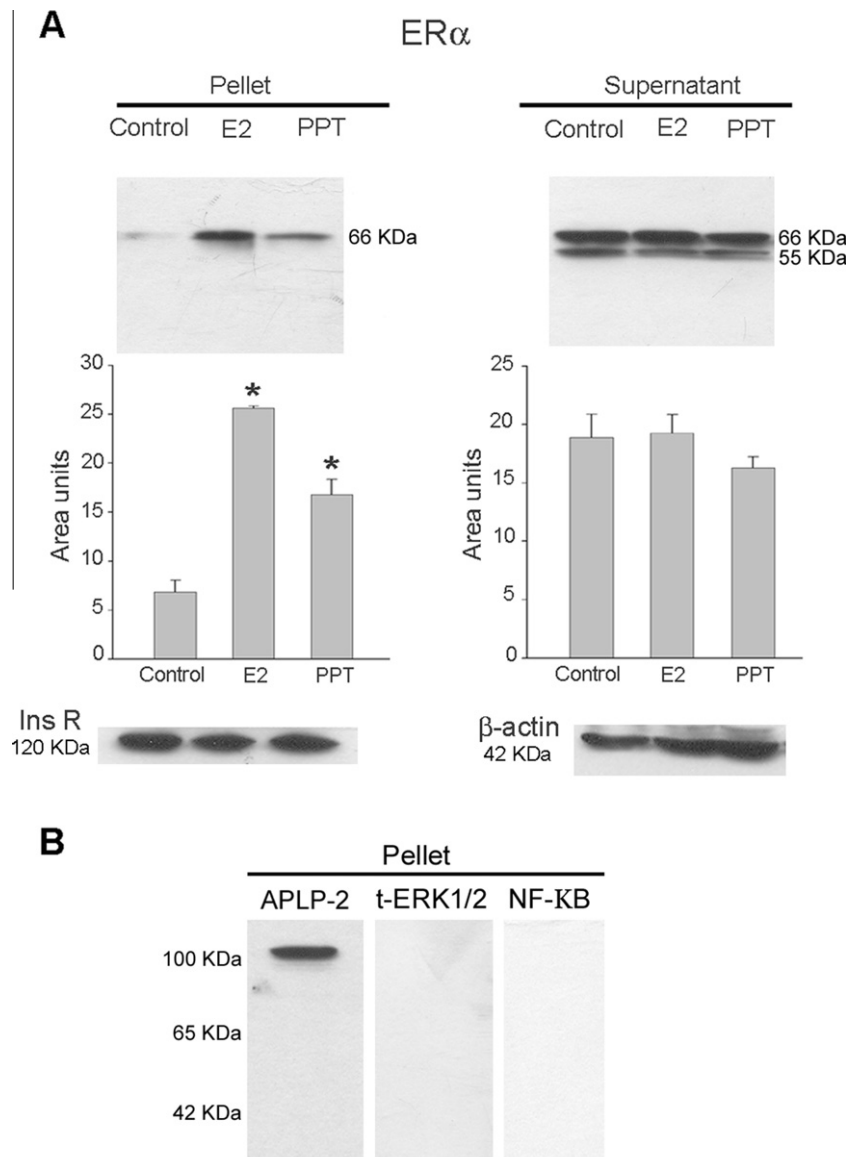 A
ERα
Pellet
Control E2 PPT
66 KDa
30
25
20
15
10
5
0
Area units
*
*
Control E2 PPT
Ins R
120 KDa
Supernatant
Control E2 PPT
66 KDa
55 KDa
25
20
15
10
5
0
Area units
Control E2 PPT
β-actin
42 KDa
B
Pellet
APLP-2 t-ERK1/2 NF-ΚB
100 KDa
65 KDa
42 KDa